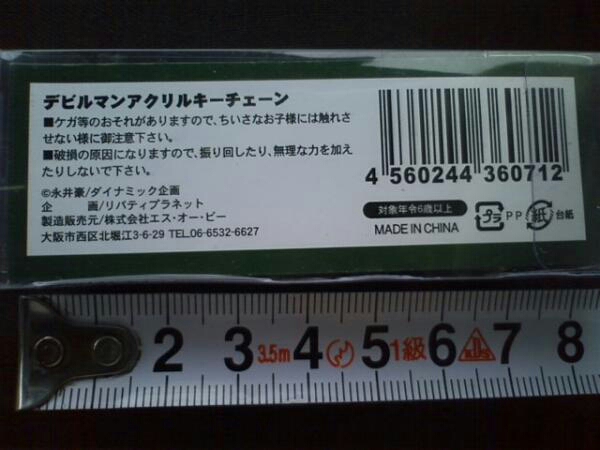 デビルマンアクリルキーチェーン
■ケガ等のおそれがありますので、ちいさなお子様には触れさ
せない様に御注意下さい。
■破損の原因になりますので、振り回したり、無理な力を加え
たりしないで下さい。
©永井豪/ダイナミック企画
企　　画/リバティプラネット
製造販売元/株式会社エス・オー・ビー
大阪市西区北堀江3-6-29 TEL.06-6532-6627
4 560244 360712
対象年令6歳以上
MADE IN CHINA
プラ PP 紙 台紙
2 3 3.5m 4 5 1級 6 7 8